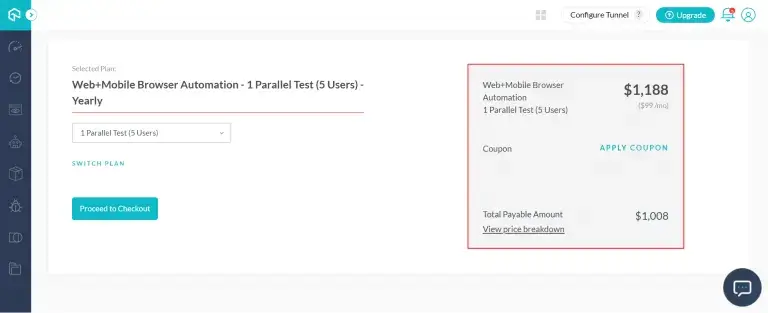 Configure Tunnel ?
Upgrade
Selected Plan:
Web+Mobile Browser Automation - 1 Parallel Test (5 Users) -
Yearly
1 Parallel Test (5 Users)
SWITCH PLAN
Proceed to Checkout
Web+Mobile Browser
Automation
1 Parallel Test (5 Users)
$1,188
($99 /mo)
Coupon
APPLY COUPON
Total Payable Amount
$1,008
View price breakdown